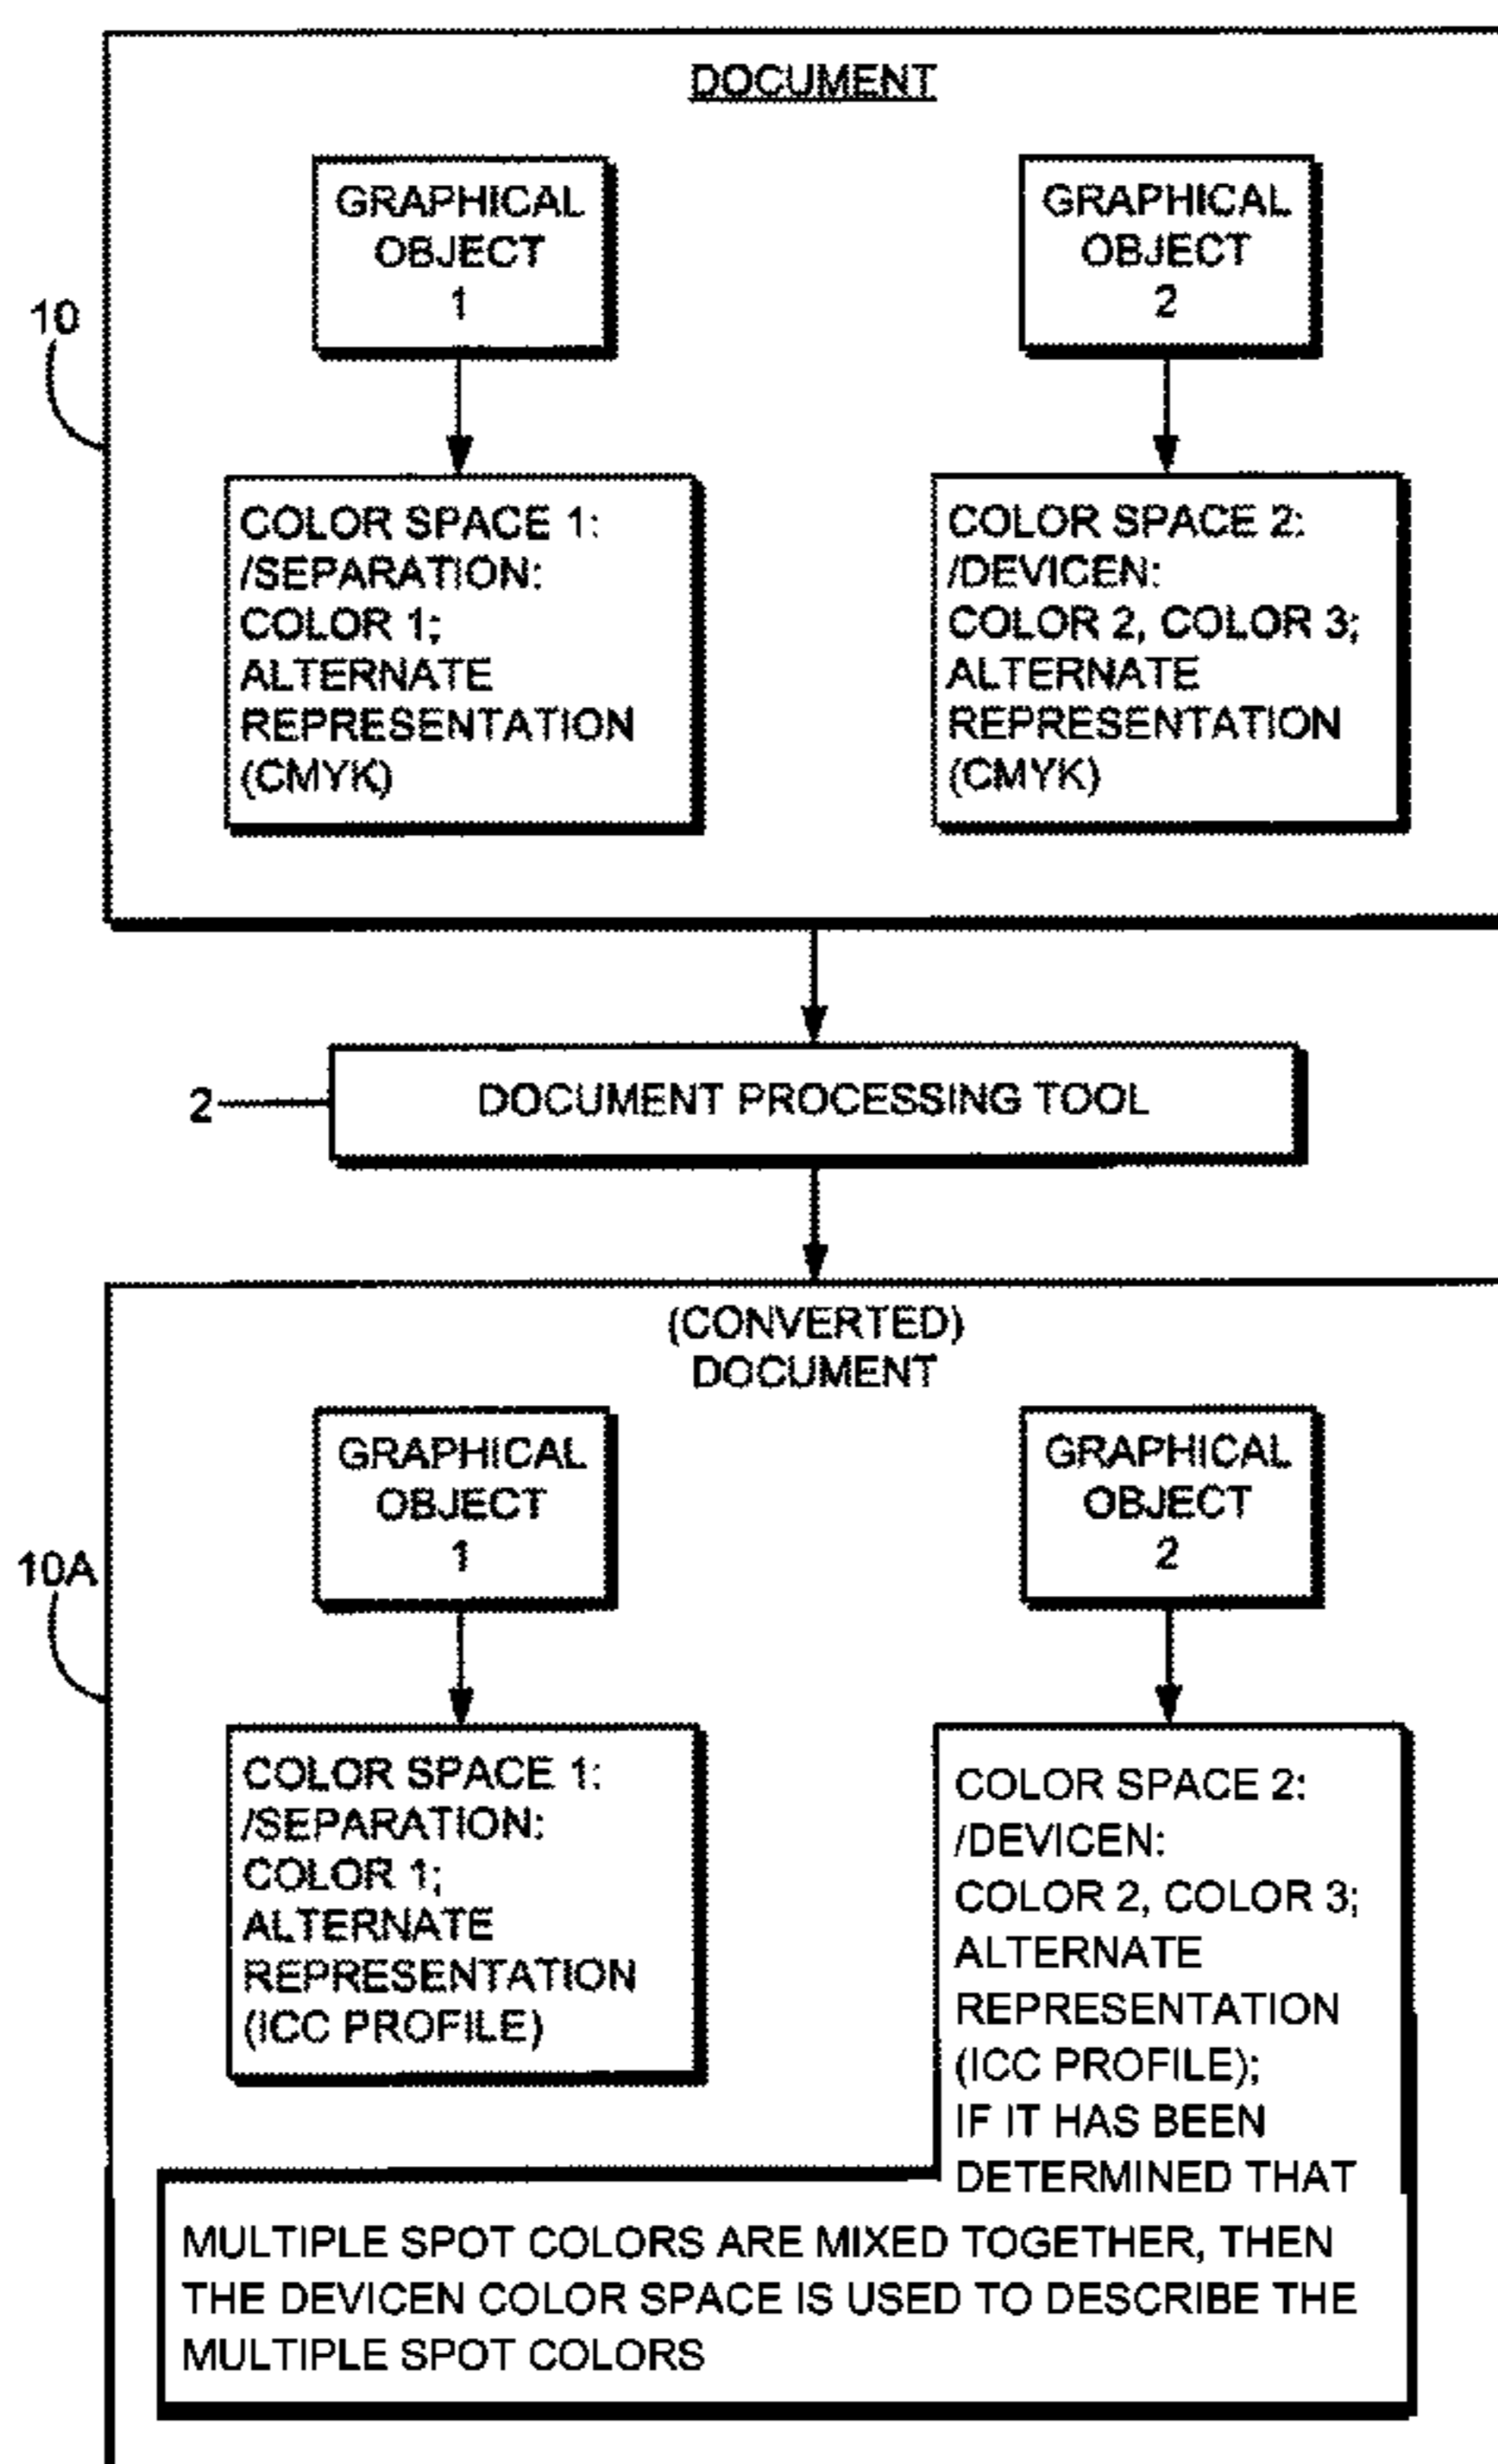 DOCUMENT
GRAPHICAL
OBJECT
1
GRAPHICAL
OBJECT
2
10
COLOR SPACE 1:
/SEPARATION:
COLOR 1;
ALTERNATE
REPRESENTATION
(CMYK)
COLOR SPACE 2:
/DEVICEN:
COLOR 2, COLOR 3;
ALTERNATE
REPRESENTATION
(CMYK)
2
DOCUMENT PROCESSING TOOL
(CONVERTED)
DOCUMENT
GRAPHICAL
OBJECT
1
GRAPHICAL
OBJECT
2
10A
COLOR SPACE 1:
/SEPARATION:
COLOR 1;
ALTERNATE
REPRESENTATION
(ICC PROFILE)
COLOR SPACE 2:
/DEVICEN:
COLOR 2, COLOR 3;
ALTERNATE
REPRESENTATION
(ICC PROFILE);
IF IT HAS BEEN
DETERMINED THAT
MULTIPLE SPOT COLORS ARE MIXED TOGETHER, THEN
THE DEVICEN COLOR SPACE IS USED TO DESCRIBE THE
MULTIPLE SPOT COLORS